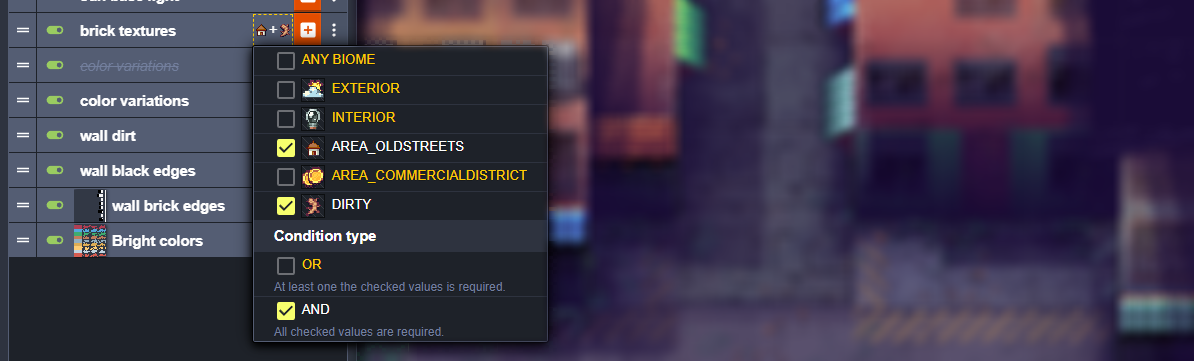 brick textures
+
color variations
color variations
wall dirt
wall black edges
wall brick edges
Bright colors
ANY BIOME
EXTERIOR
INTERIOR
AREA_OLDSTREETS
AREA_COMMERCIALDISTRICT
DIRTY
Condition type
OR
At least one the checked values is required.
AND
All checked values are required.